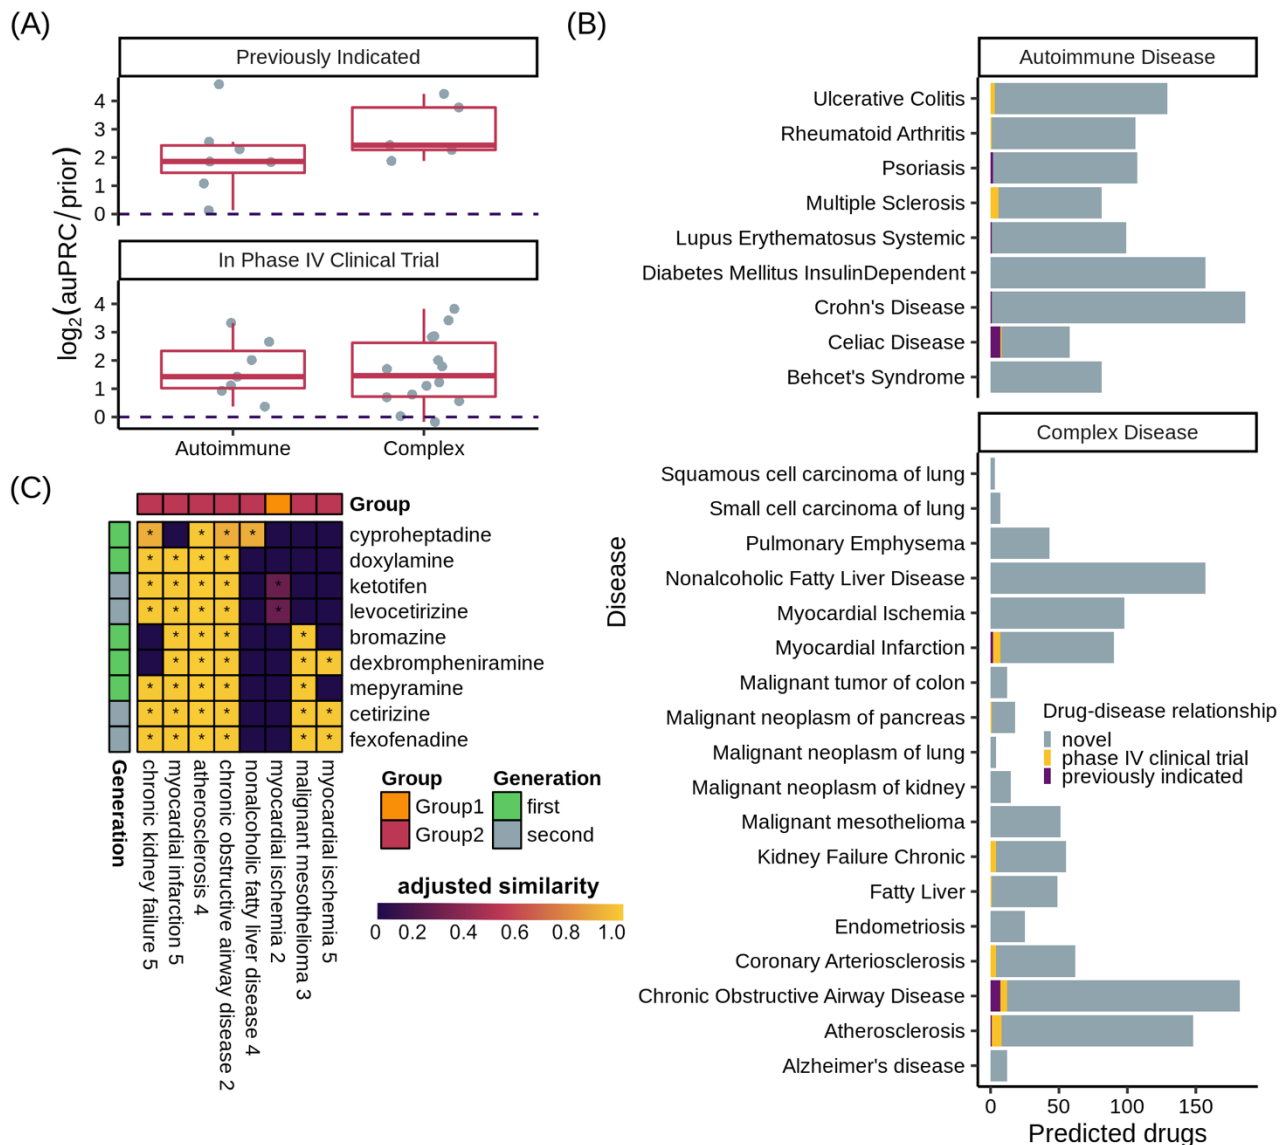 (A)
Previously Indicated
4
3
2
1
0
In Phase IV Clinical Trial
4
3
2
1
0
log2(auPRC/prior)
Autoimmune
Complex
(B)
Autoimmune Disease
Ulcerative Colitis
Rheumatoid Arthritis
Psoriasis
Multiple Sclerosis
Lupus Erythematosus Systemic
Diabetes Mellitus InsulinDependent
Crohn's Disease
Celiac Disease
Behcet's Syndrome
Complex Disease
Squamous cell carcinoma of lung
Small cell carcinoma of lung
Pulmonary Emphysema
Nonalcoholic Fatty Liver Disease
Myocardial Ischemia
Myocardial Infarction
Malignant tumor of colon
Malignant neoplasm of pancreas
Malignant neoplasm of lung
Malignant neoplasm of kidney
Malignant mesothelioma
Kidney Failure Chronic
Fatty Liver
Endometriosis
Coronary Arteriosclerosis
Chronic Obstructive Airway Disease
Atherosclerosis
Alzheimer's disease
Disease
0 50 100 150
Predicted drugs
Drug-disease relationship
novel
phase IV clinical trial
previously indicated
(C)
Group
cyproheptadine
doxylamine
ketotifen
levocetirizine
bromazine
dexbrompheniramine
mepyramine
cetirizine
fexofenadine
Generation
chronic kidney failure 5
myocardial infarction 5
atherosclerosis 4
chronic obstructive airway disease 2
nonalcoholic fatty liver disease 4
myocardial ischemia 2
malignant mesothelioma 3
myocardial ischemia 5
Group
Group1
Group2
Generation
first
second
adjusted similarity
0 0.2 0.4 0.6 0.8 1.0